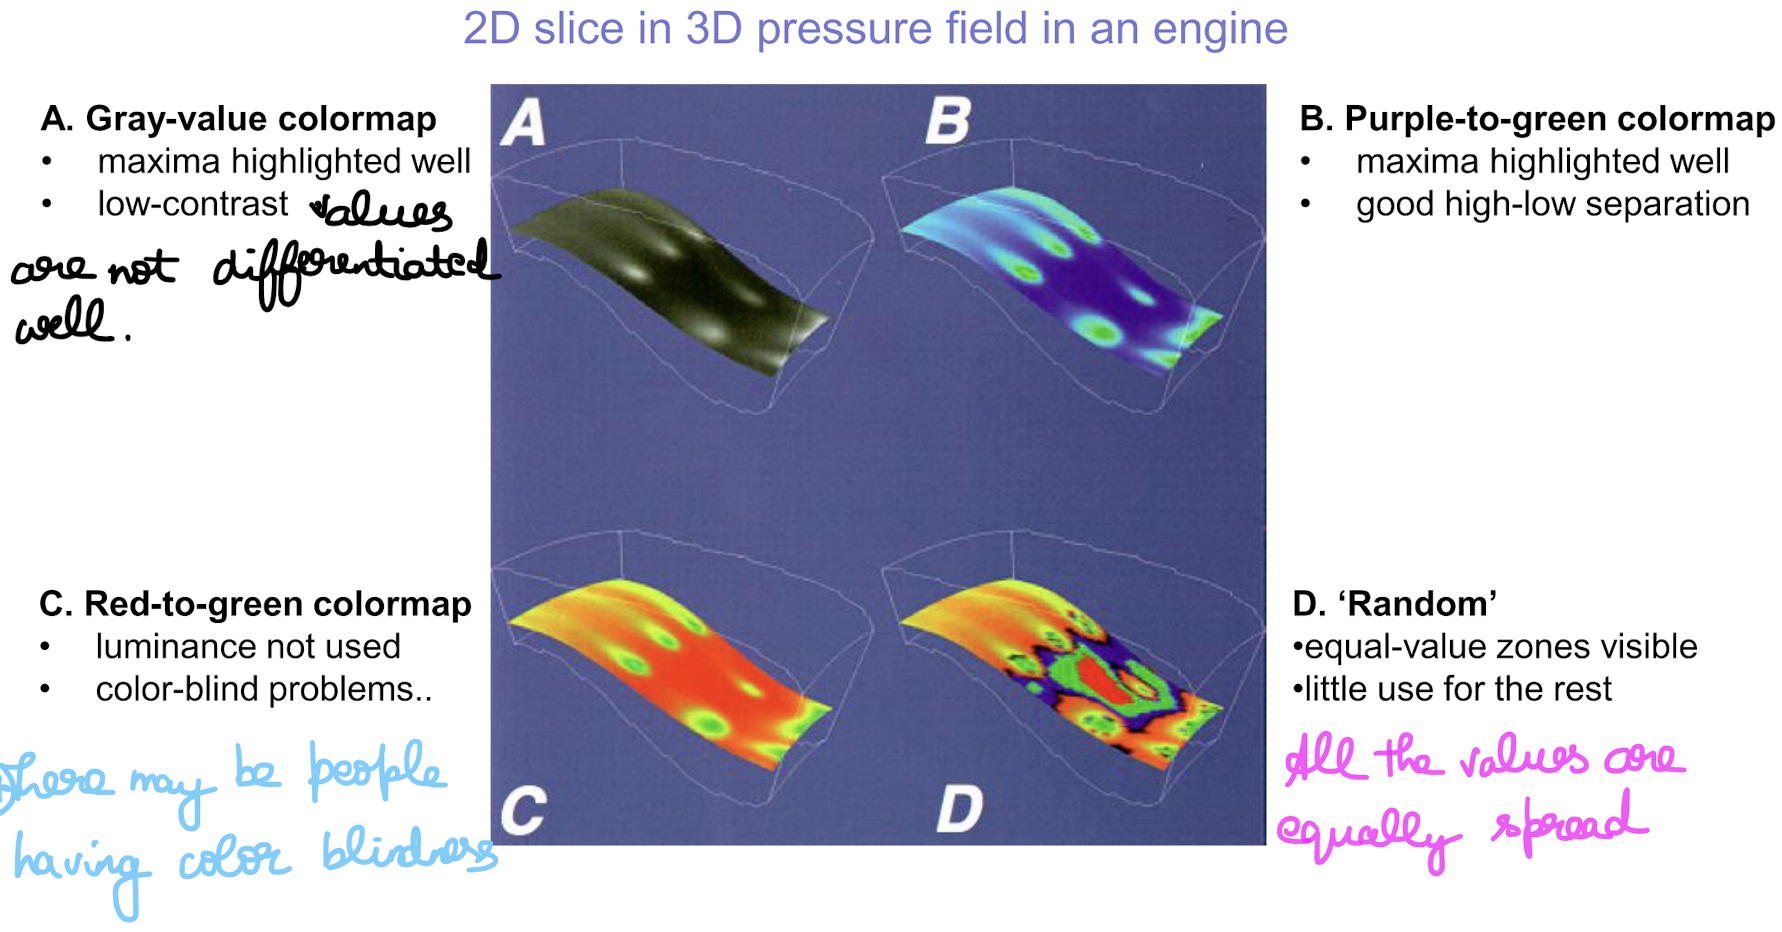 2D slice in 3D pressure field in an engine
A. Gray-value colormap
• maxima highlighted well
• low-contrast values
are not differentiated
well.
A
B
B. Purple-to-green colormap
• maxima highlighted well
• good high-low separation
C. Red-to-green colormap
• luminance not used
• color-blind problems..
There may be people
having color blindness
C
D
D. ‘Random’
•equal-value zones visible
•little use for the rest
All the values are
equally spread